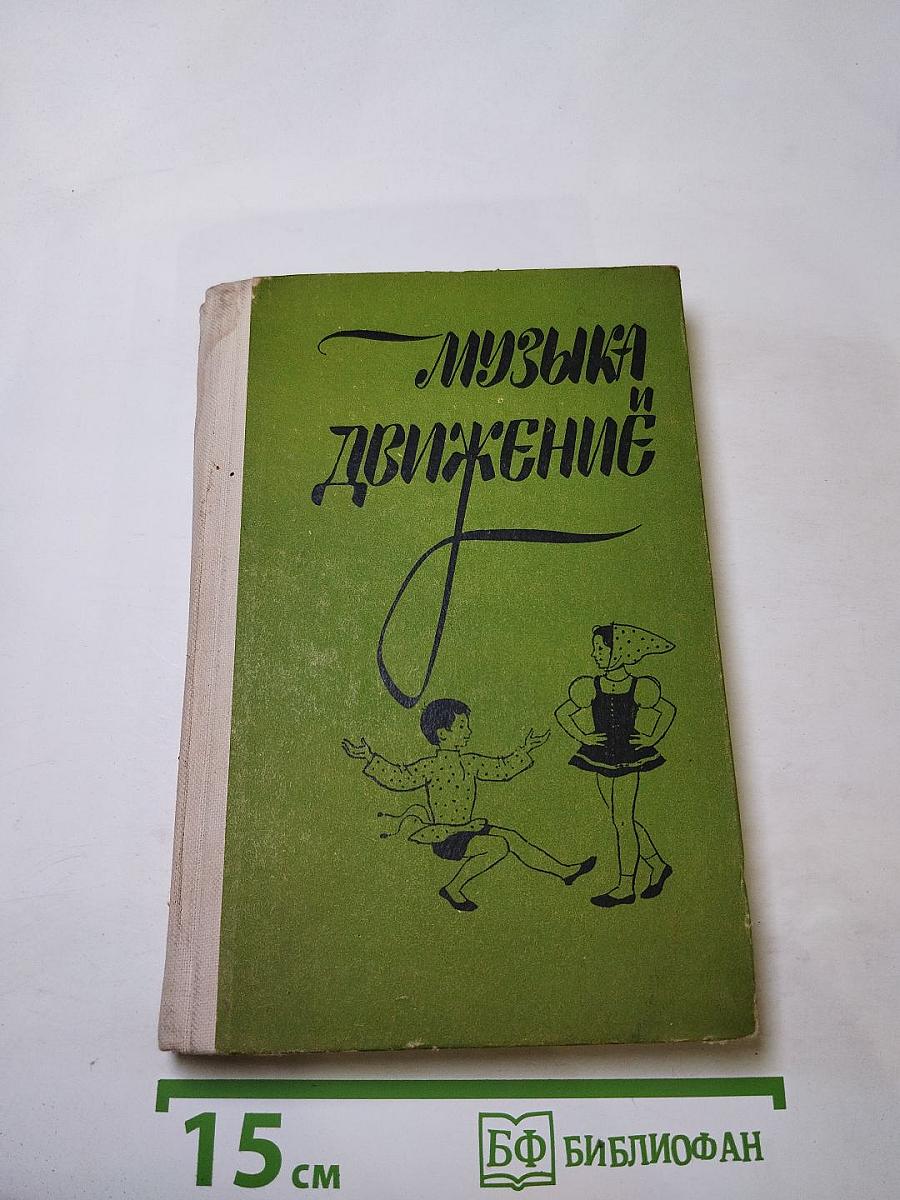 МУЗЫКА
И
ДВИЖЕНИЕ
15 см
БФ БИБЛИОФАН